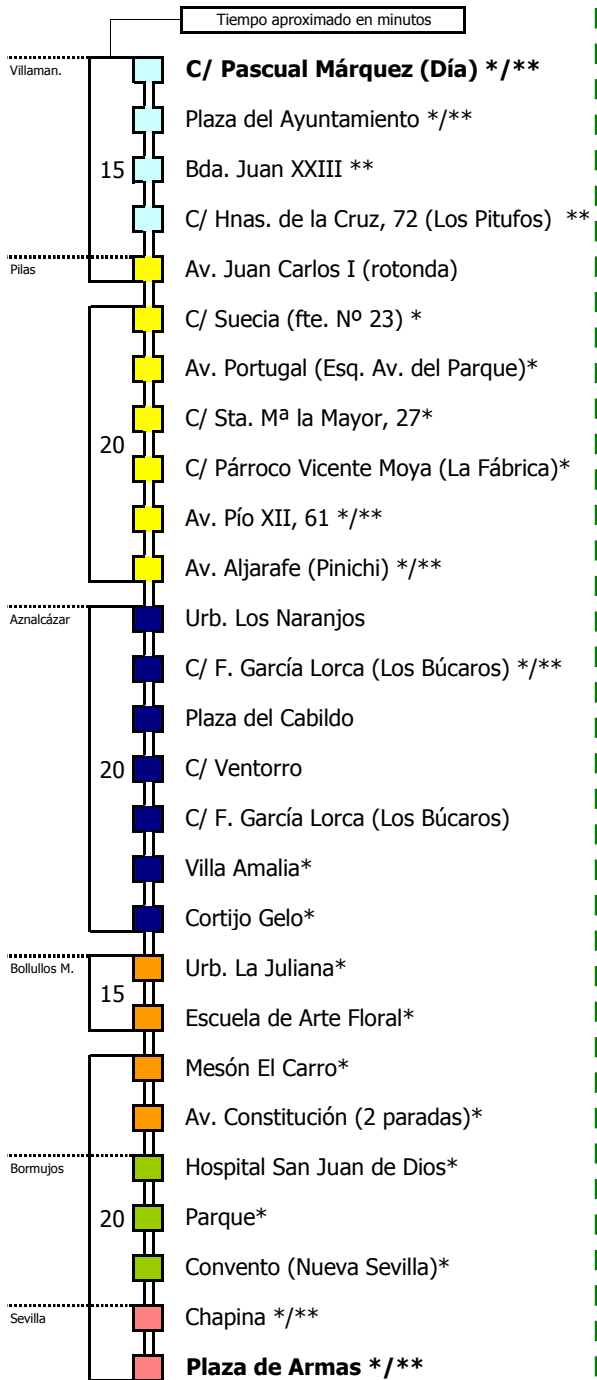 Tiempo aproximado en minutos
Villaman.
C/ Pascual Márquez (Día) */**
Plaza del Ayuntamiento */**
15
Bda. Juan XXIII **
C/ Hnas. de la Cruz, 72 (Los Pitufos) **
Pilas
Av. Juan Carlos I (rotonda)
C/ Suecia (fte. Nº 23) *
Av. Portugal (Esq. Av. del Parque)*
C/ Sta. Mª la Mayor, 27*
20
C/ Párroco Vicente Moya (La Fábrica)*
Av. Pío XII, 61 */**
Av. Aljarafe (Pinichi) */**
Aznalcázar
Urb. Los Naranjos
C/ F. García Lorca (Los Búcaros) */**
Plaza del Cabildo
20
C/ Ventorro
C/ F. García Lorca (Los Búcaros)
Villa Amalia*
Cortijo Gelo*
Bollullos M.
Urb. La Juliana*
15
Escuela de Arte Floral*
Mesón El Carro*
Av. Constitución (2 paradas)*
Bormujos
Hospital San Juan de Dios*
20
Parque*
Convento (Nueva Sevilla)*
Sevilla
Chapina */**
Plaza de Armas */**